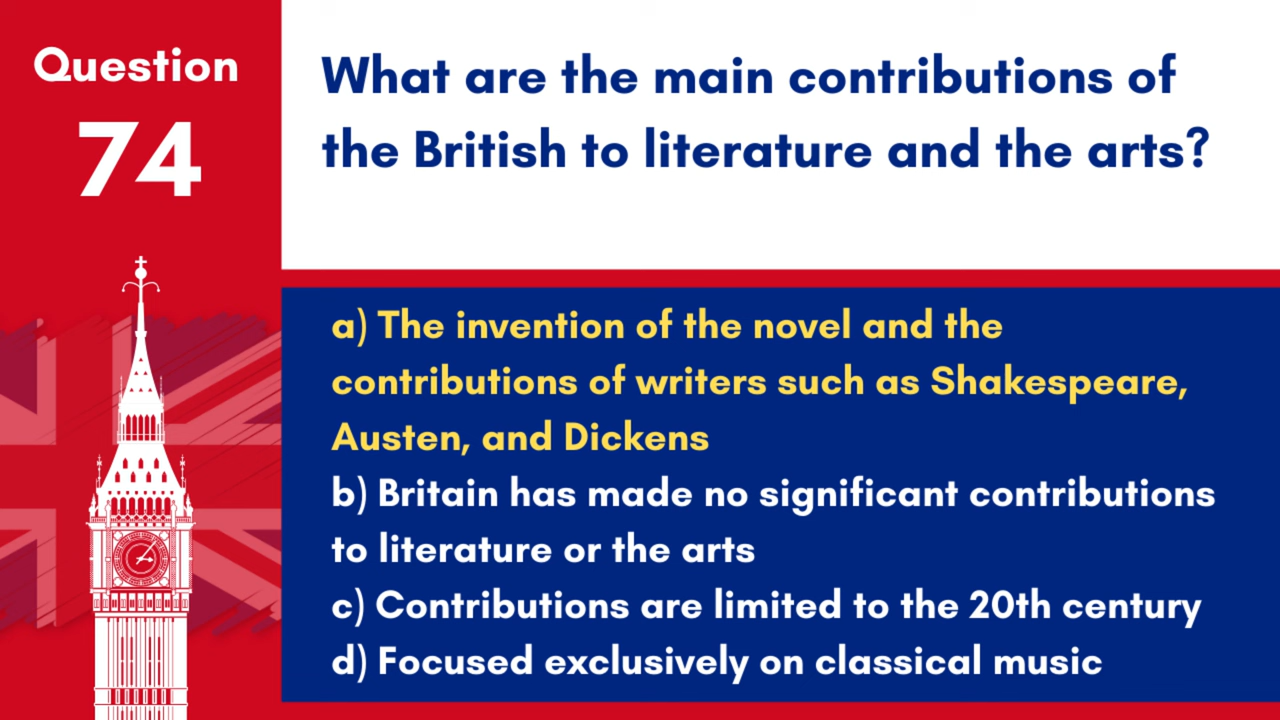 Question
74
What are the main contributions of
the British to literature and the arts?
a) The invention of the novel and the
contributions of writers such as Shakespeare,
Austen, and Dickens
b) Britain has made no significant contributions
to literature or the arts
c) Contributions are limited to the 20th century
d) Focused exclusively on classical music